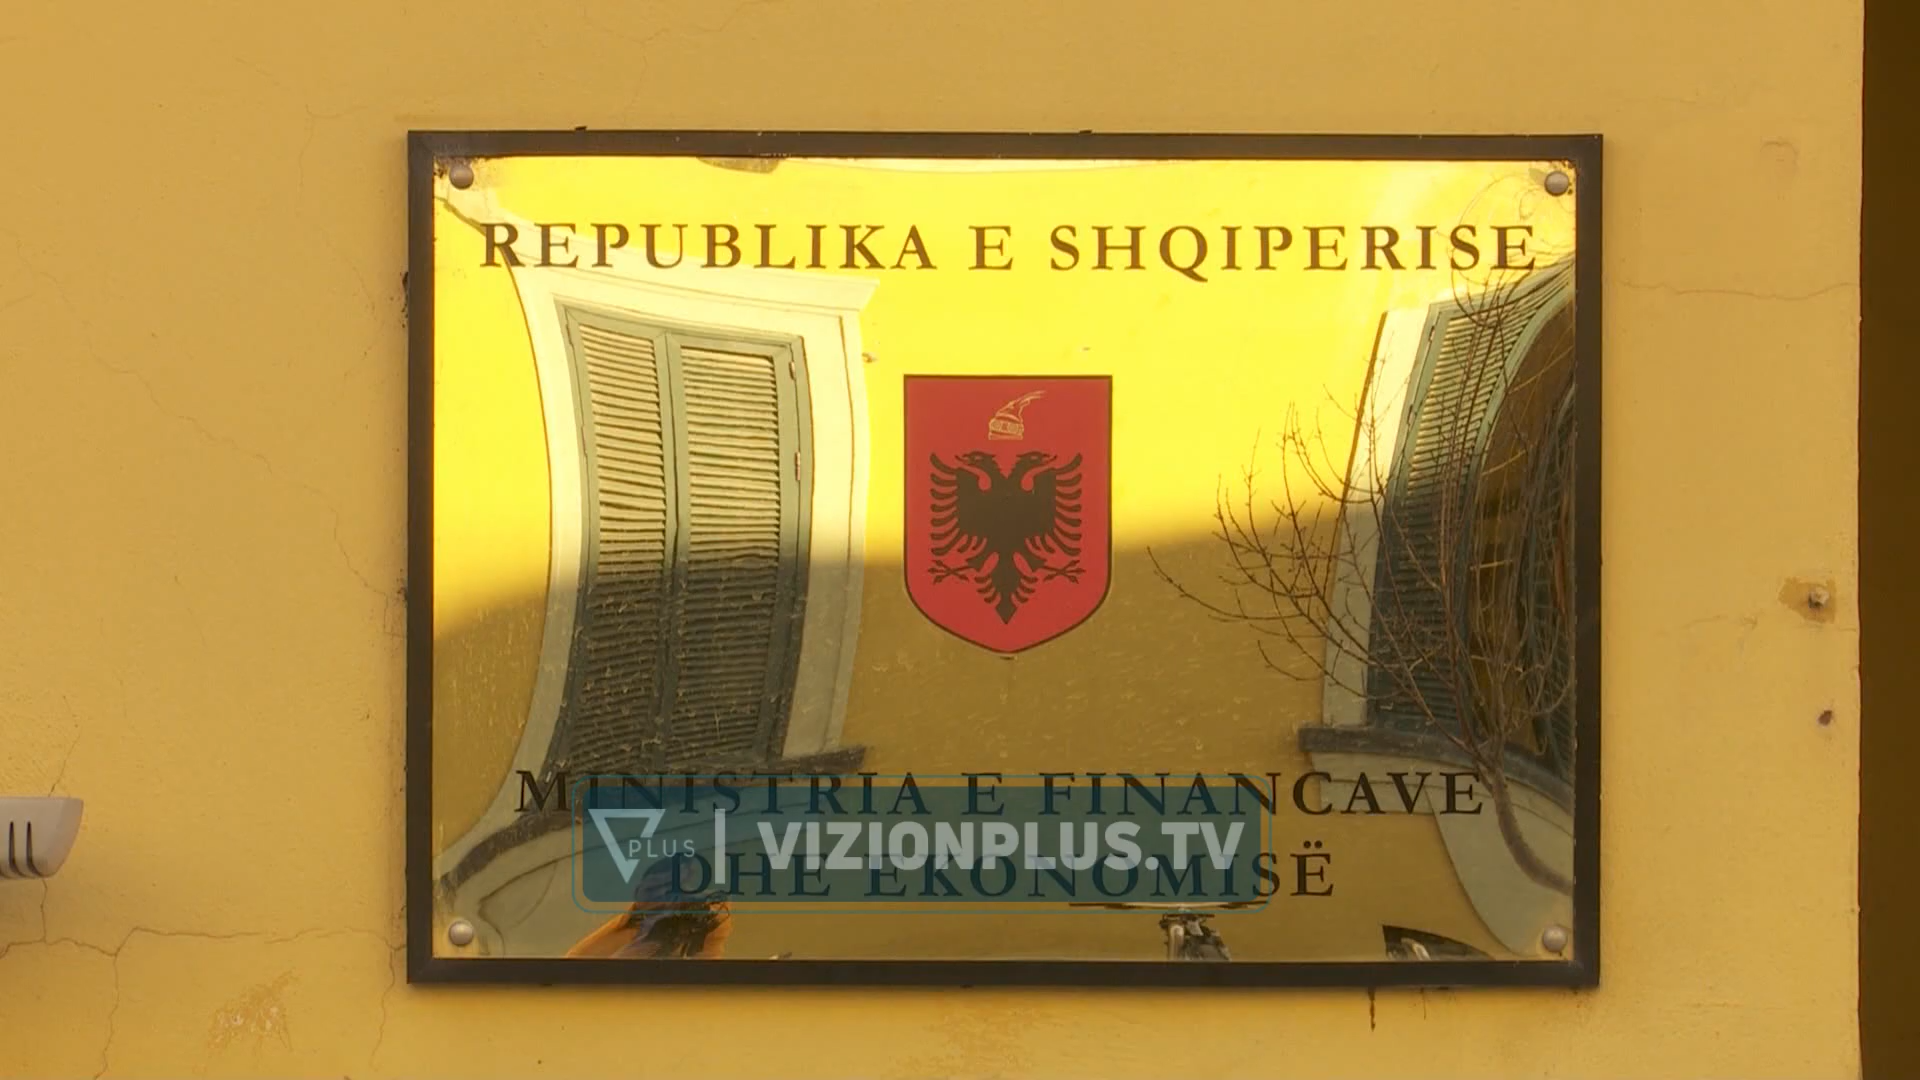 REPUBLIKA E SHQIPERISE
MINISTRIA E FINANCAVE
PLUS | VIZIONPLUS.TV
DHE EKONOMISË